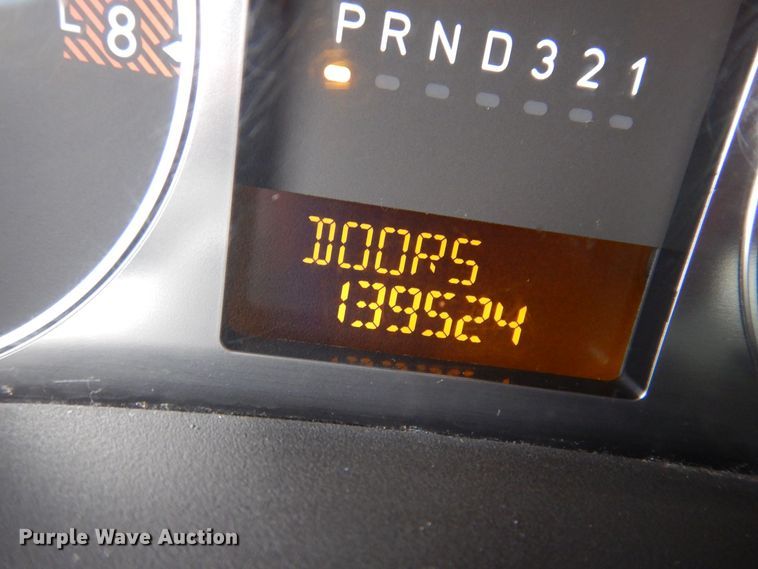 8
PRND321
DOORS
139524
Purple Wave Auction